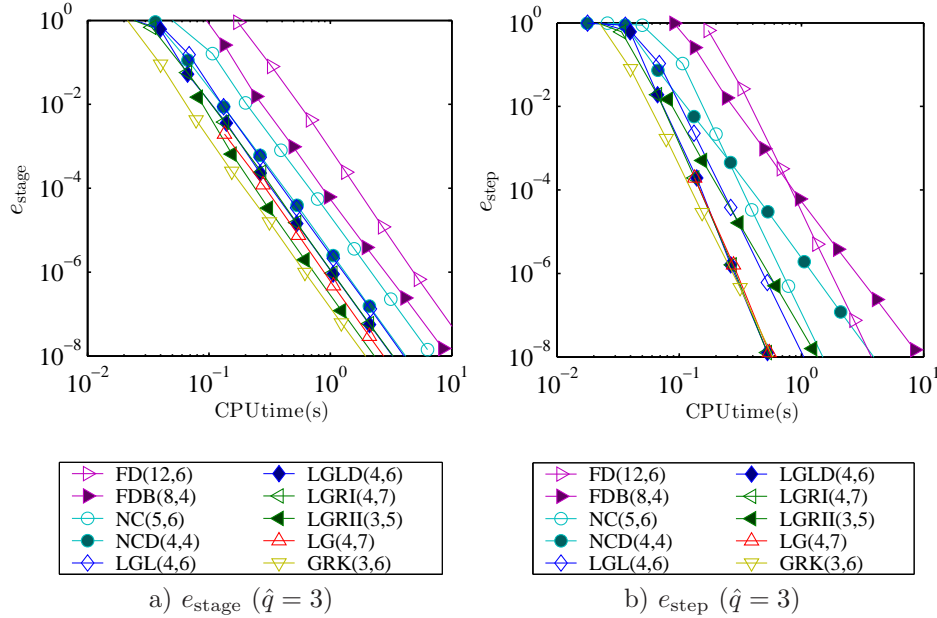 10^0
10^-2
10^-4
10^-6
10^-8
e_stage
10^-2
10^-1
10^0
10^1
CPUtime(s)
10^0
10^-2
10^-4
10^-6
10^-8
e_step
10^-2
10^-1
10^0
10^1
CPUtime(s)
FD(12,6)
FDB(8,4)
NC(5,6)
NCD(4,4)
LGL(4,6)
LGLD(4,6)
LGRI(4,7)
LGRII(3,5)
LG(4,7)
GRK(3,6)
FD(12,6)
FDB(8,4)
NC(5,6)
NCD(4,4)
LGL(4,6)
LGLD(4,6)
LGRI(4,7)
LGRII(3,5)
LG(4,7)
GRK(3,6)
a) e_stage (q̂ = 3)
b) e_step (q̂ = 3)